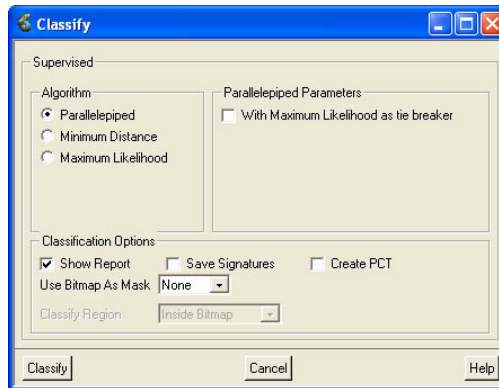 Classify
Supervised
Algorithm
Parallelepiped
Minimum Distance
Maximum Likelihood
Parallelepiped Parameters
With Maximum Likelihood as tie breaker
Classification Options
Show Report Save Signatures Create PCT
Use Bitmap As Mask None
Classify Region Inside Bitmap
Classify Cancel Help